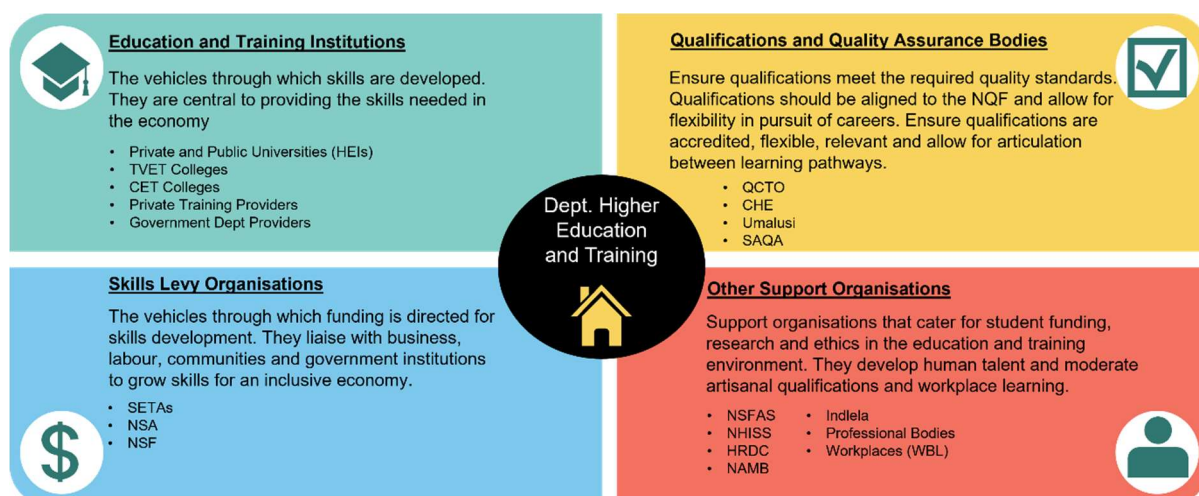 Education and Training Institutions
The vehicles through which skills are developed.
They are central to providing the skills needed in
the economy
• Private and Public Universities (HEIs)
• TVET Colleges
• CET Colleges
• Private Training Providers
• Government Dept Providers
Qualifications and Quality Assurance Bodies
Ensure qualifications meet the required quality standards.
Qualifications should be aligned to the NQF and allow for
flexibility in pursuit of careers. Ensure qualifications are
accredited, flexible, relevant and allow for articulation
between learning pathways.
• QCTO
• CHE
• Umalusi
• SAQA
Dept. Higher
Education
and Training
Skills Levy Organisations
The vehicles through which funding is directed for
skills development. They liaise with business,
labour, communities and government institutions
to grow skills for an inclusive economy.
• SETAs
• NSA
• NSF
$
Other Support Organisations
Support organisations that cater for student funding,
research and ethics in the education and training
environment. They develop human talent and moderate
artisanal qualifications and workplace learning.
• NSFAS
• NHISS
• HRDC
• NAMB
• Indlela
• Professional Bodies
• Workplaces (WBL)